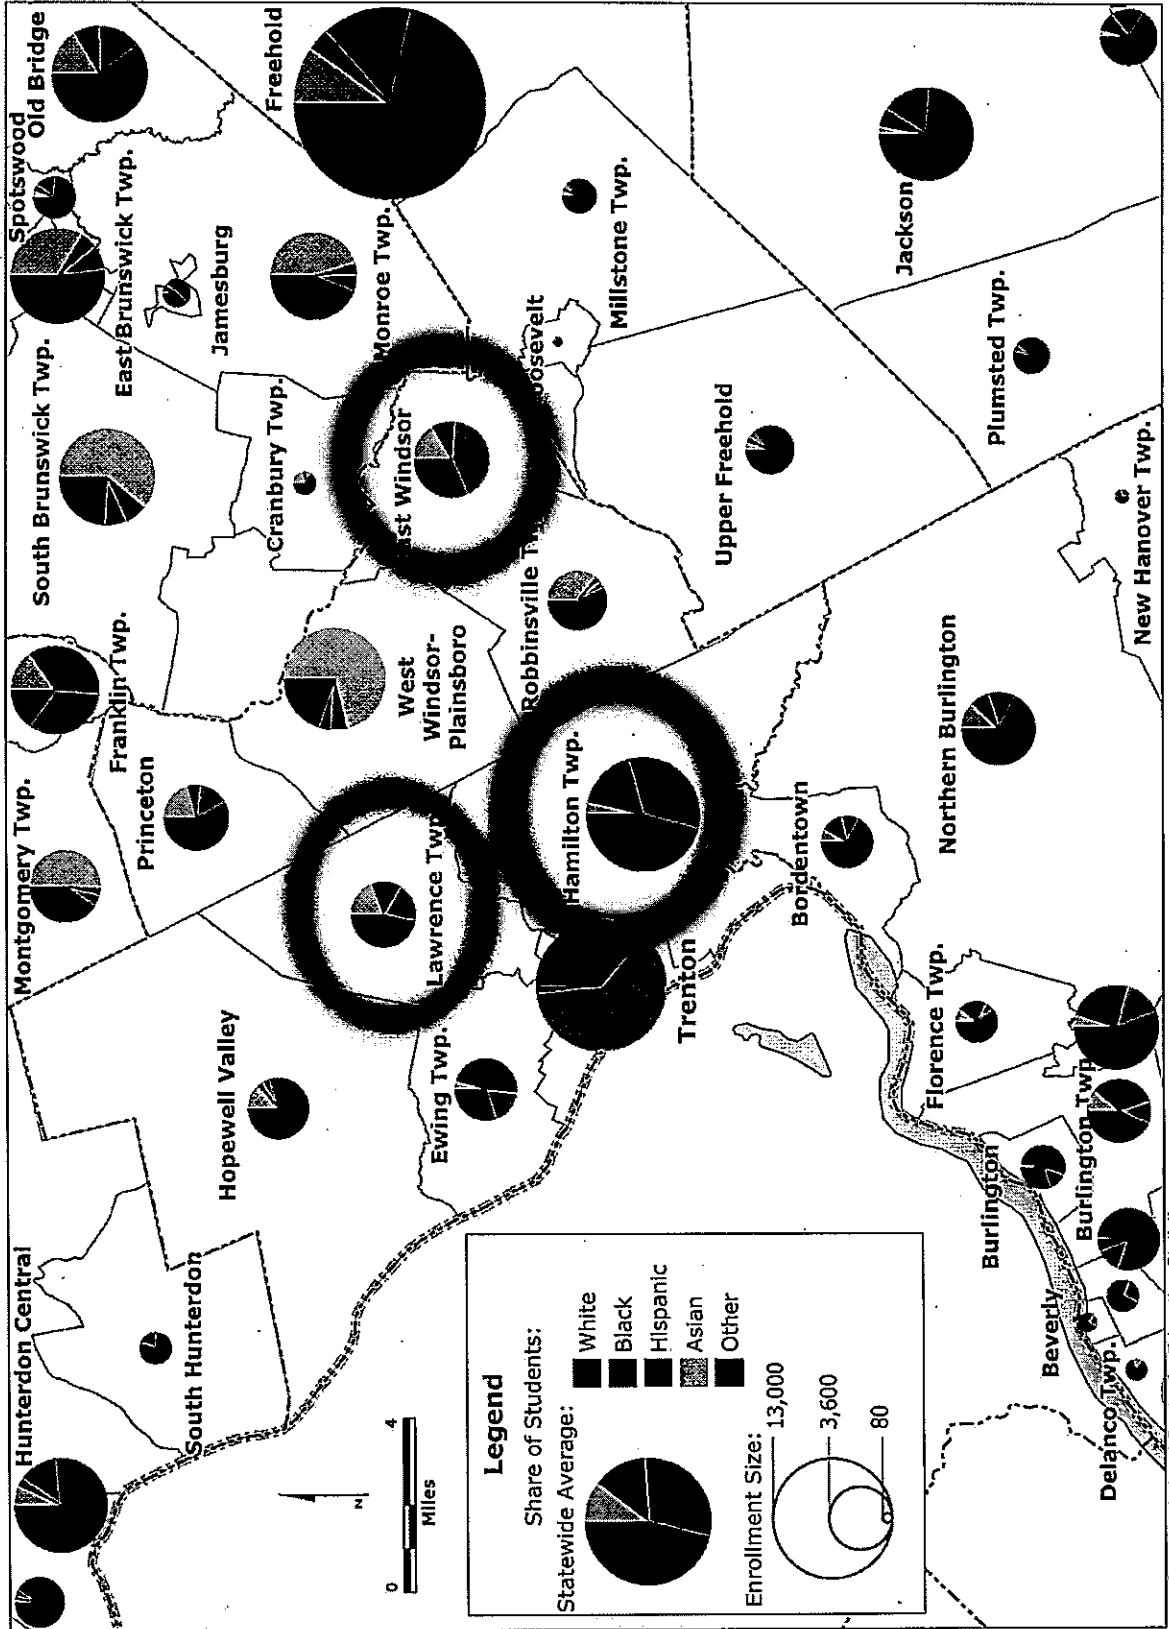 Hunterdon Central
South Hunterdon
Hopewell Valley
Montgomery Twp.
Princeton
Franklin Twp.
South Brunswick Twp.
East Brunswick Twp.
Spotswood
Old Bridge
Jamesburg
Cranbury Twp.
Monroe Twp.
Freehold
West
Windsor-
Plainsboro
Lawrence Twp.
Ewing Twp.
Trenton
Hamilton Twp.
Robbinsville
Millstone Twp.
Upper Freehold
Bordentown
Northern Burlington
Florence Twp.
Burlington
Burlington Twp.
Beverly
Delanco Twp.
New Hanover Twp.
Plumsted Twp.
Jackson
N
0 4
Miles
Legend
Share of Students:
Statewide Average:
White
Black
Hispanic
Asian
Other
Enrollment Size:
13,000
3,600
80